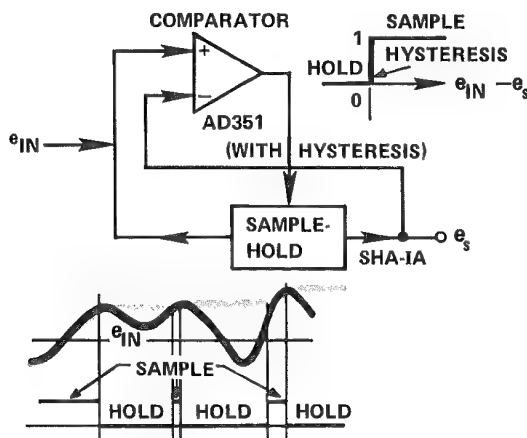 COMPARATOR
+
−
AD351
(WITH HYSTERESIS)
1
SAMPLE
HYSTERESIS
HOLD
0
eIN −es
eIN
SAMPLE-
HOLD
SHA-IA
es
eIN
SAMPLE
HOLD
HOLD
HOLD